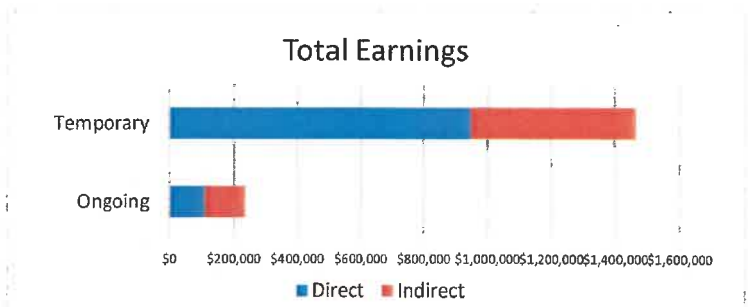 Total Earnings
Temporary
Ongoing
$0 $200,000 $400,000 $600,000 $800,000 $1,000,000 $1,200,000 $1,400,000 $1,600,000
Direct Indirect